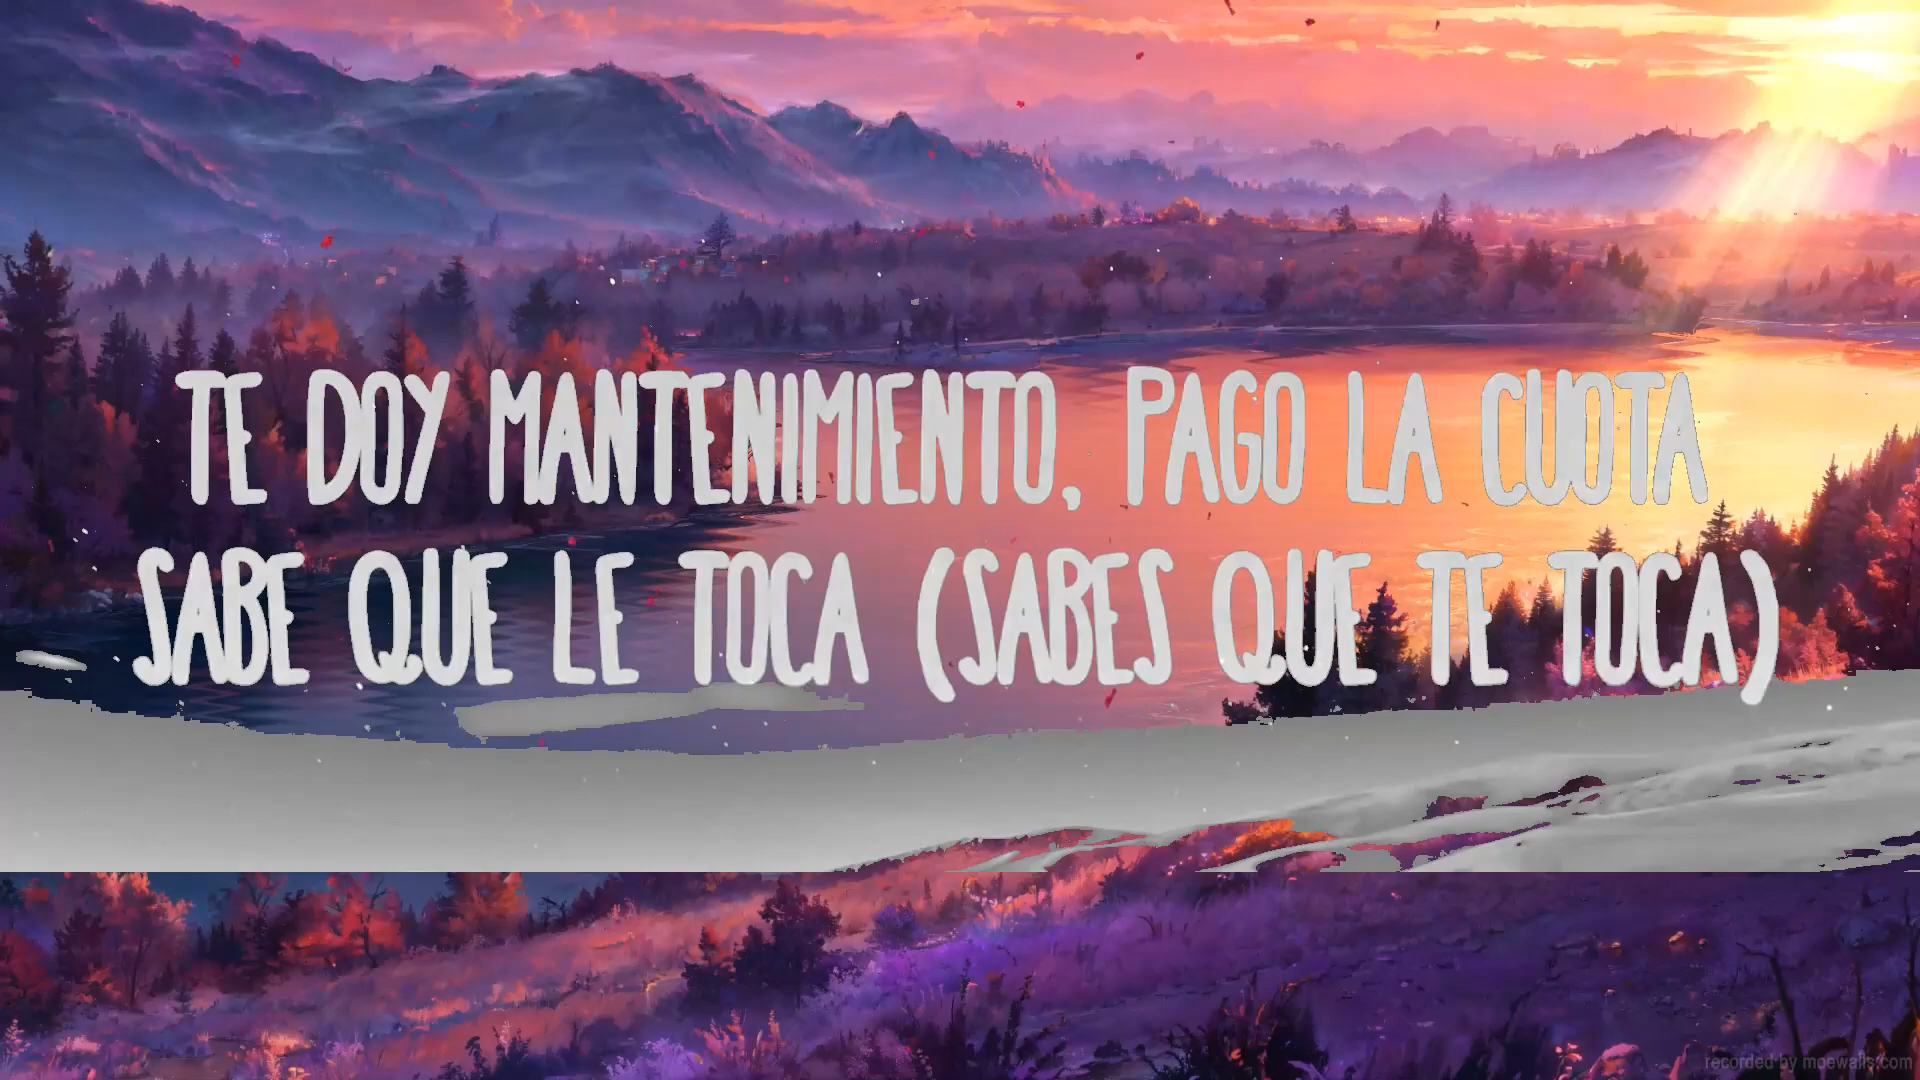 TE DOY MANTENIMIENTO, PAGO LA CUOTA
SABE QUE LE TOCA (SABES QUE TE TOCA)
recorded by moewalls.com